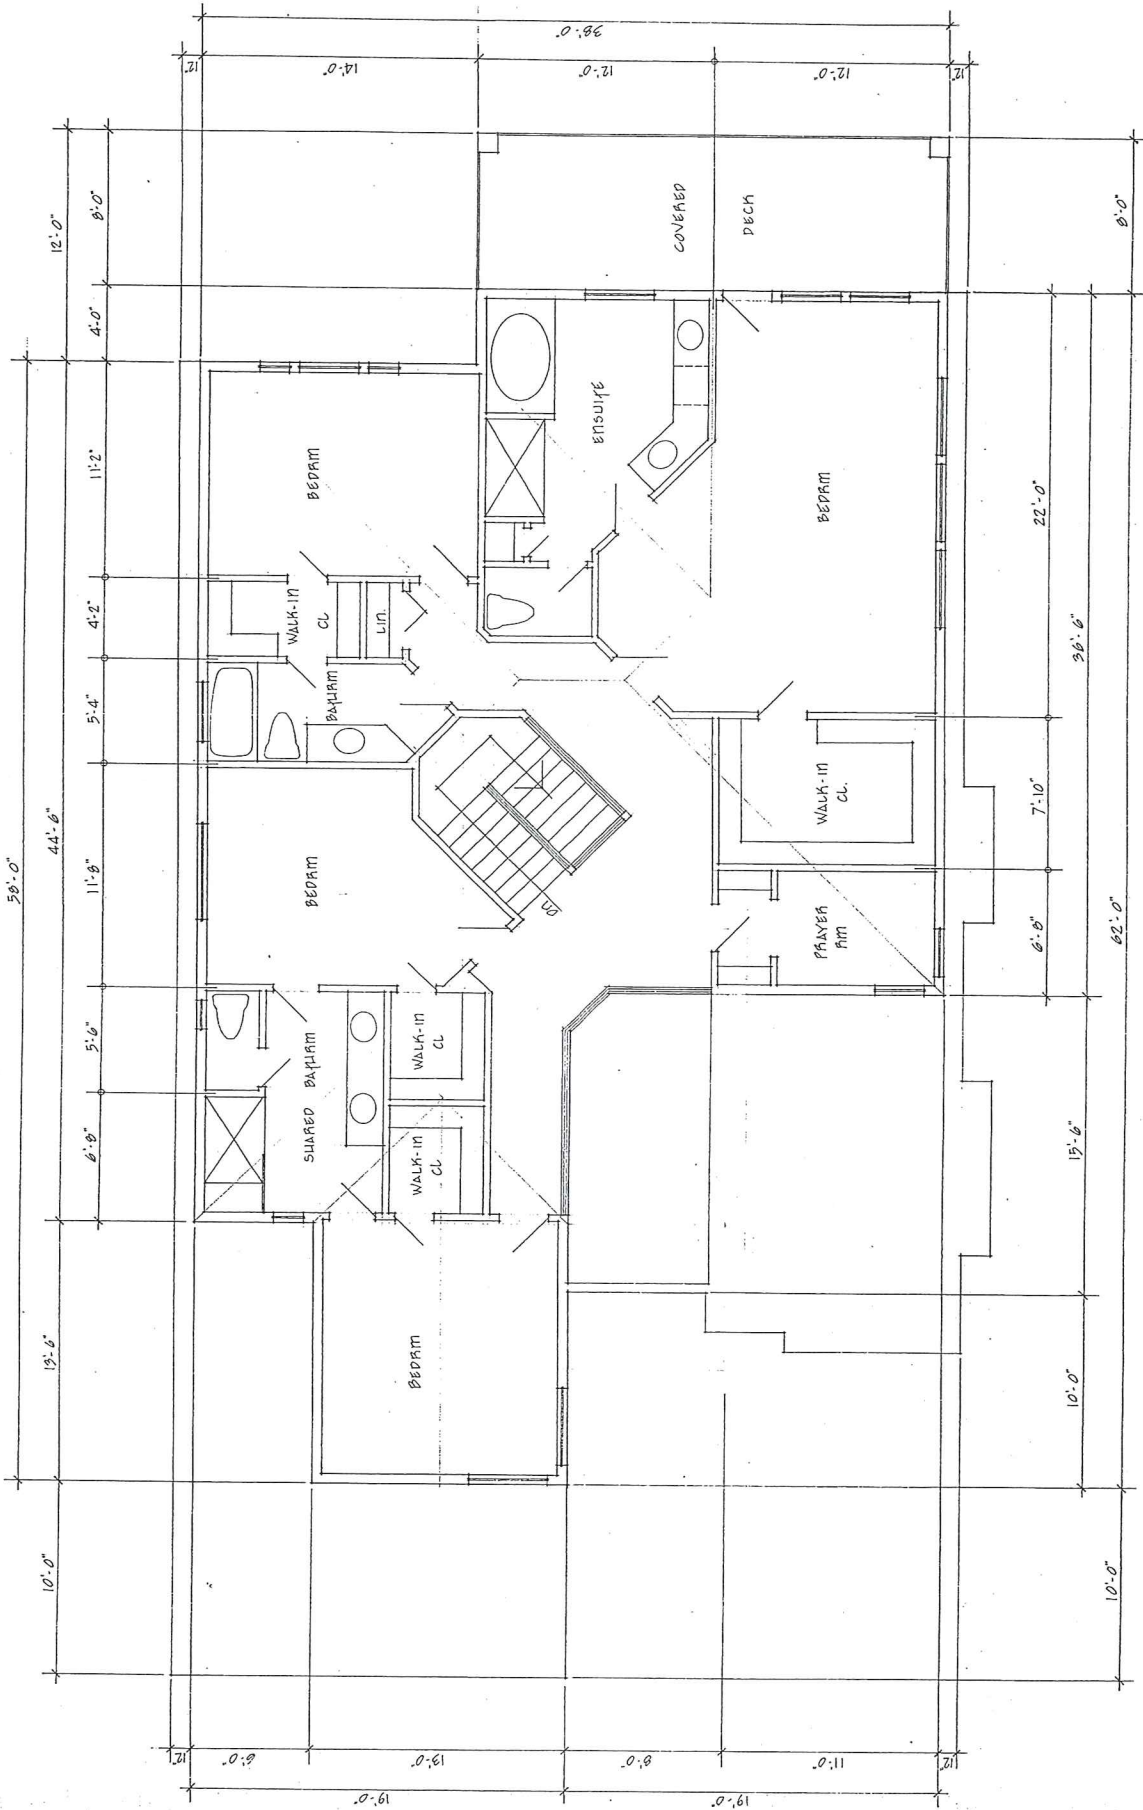 38'-0"
12"
14'-0"
12'-0"
12'-0"
12"
12'-0"
8'-0"
4'-0"
8'-0"
COVERED
DECK
58'-0"
44'-6"
11'-2"
4'-2"
5'-4"
11'-8"
5'-6"
6'-8"
13'-6"
10'-0"
BEDRM
ENSUITE
BEDRM
WALK-IN
CL
LIN.
BATHRM
WALK-IN
CL.
BEDRM
DN
PRAYER
RM
SHARED BATHRM
WALK-IN
CL
WALK-IN
CL
BEDRM
22'-0"
36'-6"
7'-10"
6'-8"
62'-0"
15'-6"
10'-0"
10'-0"
12"
6'-0"
13'-0"
8'-0"
11'-0"
12"
19'-0"
19'-0"